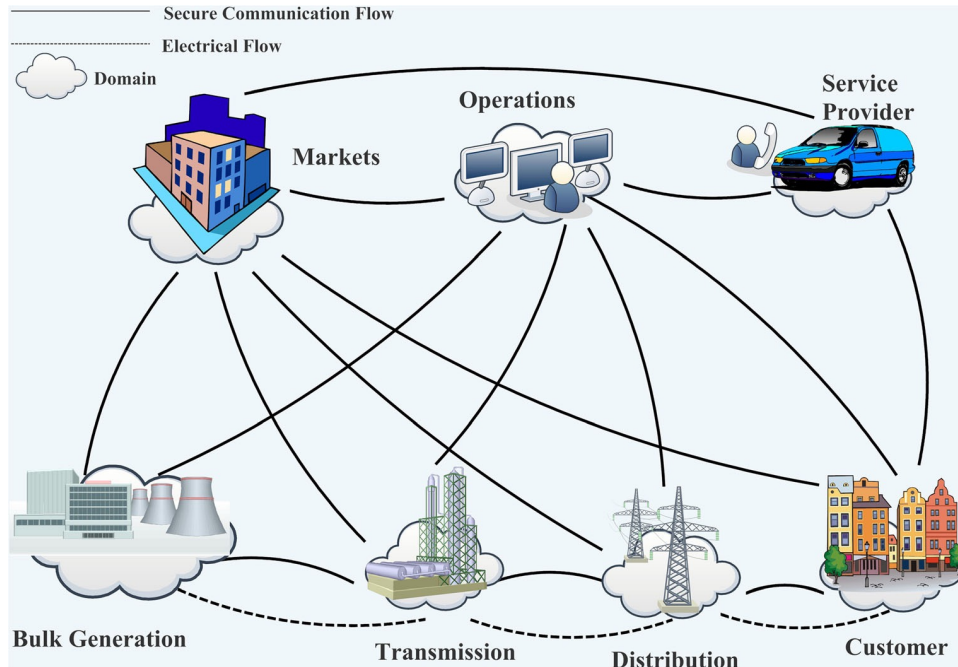 Secure Communication Flow
Electrical Flow
Domain
Markets
Operations
Service
Provider
Bulk Generation
Transmission
Distribution
Customer